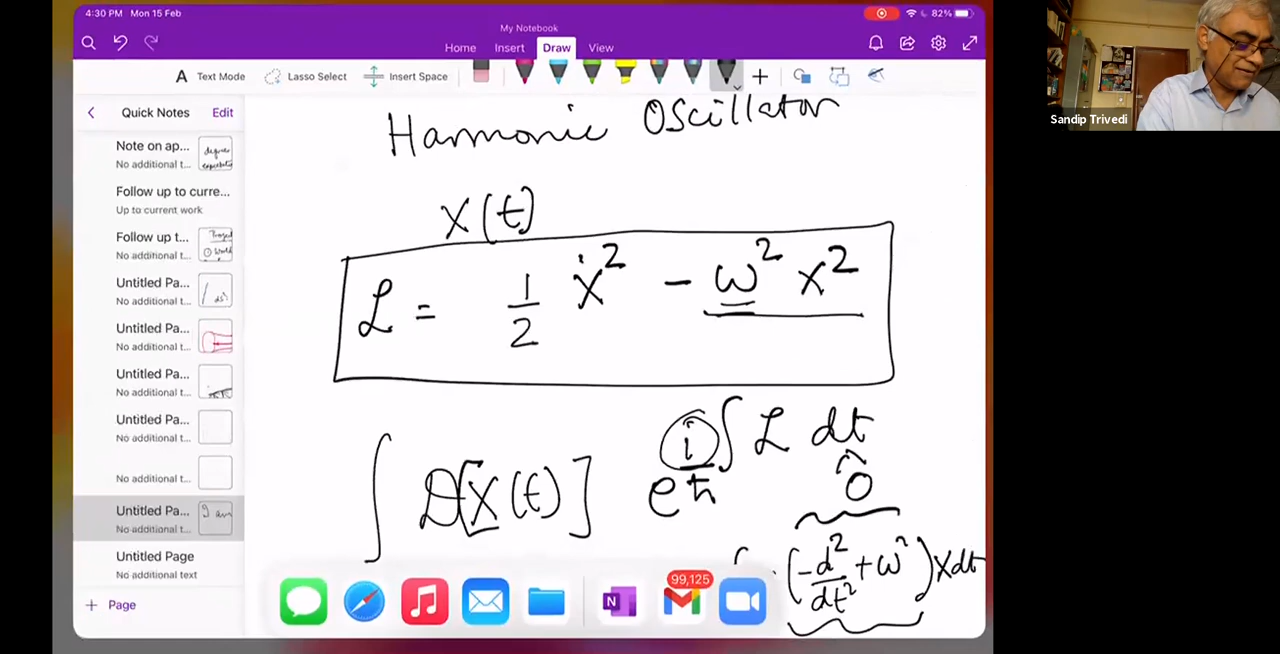 4:30 PM Mon 15 Feb
82%
My Notebook
Home Insert Draw View
A Text Mode Lasso Select Insert Space
Quick Notes Edit
Note on ap...
No additional t...
Follow up to curre...
Up to current work
Follow up t...
No additional t...
Untitled Pa...
No additional t...
Untitled Pa...
No additional t...
Untitled Pa...
No additional t...
Untitled Pa...
No additional t...
No additional t...
Untitled Pa...
No additional t...
Untitled Page
No additional text
+ Page
Harmonic Oscillator
X(t)
ℒ = 1/2 ẋ² - ω² x²
∫ D[X(t)] e^{i/ħ ∫ ℒ dt}
Ô
(-d²/dt² + ω²) X dt
99,125
N
Sandip Trivedi